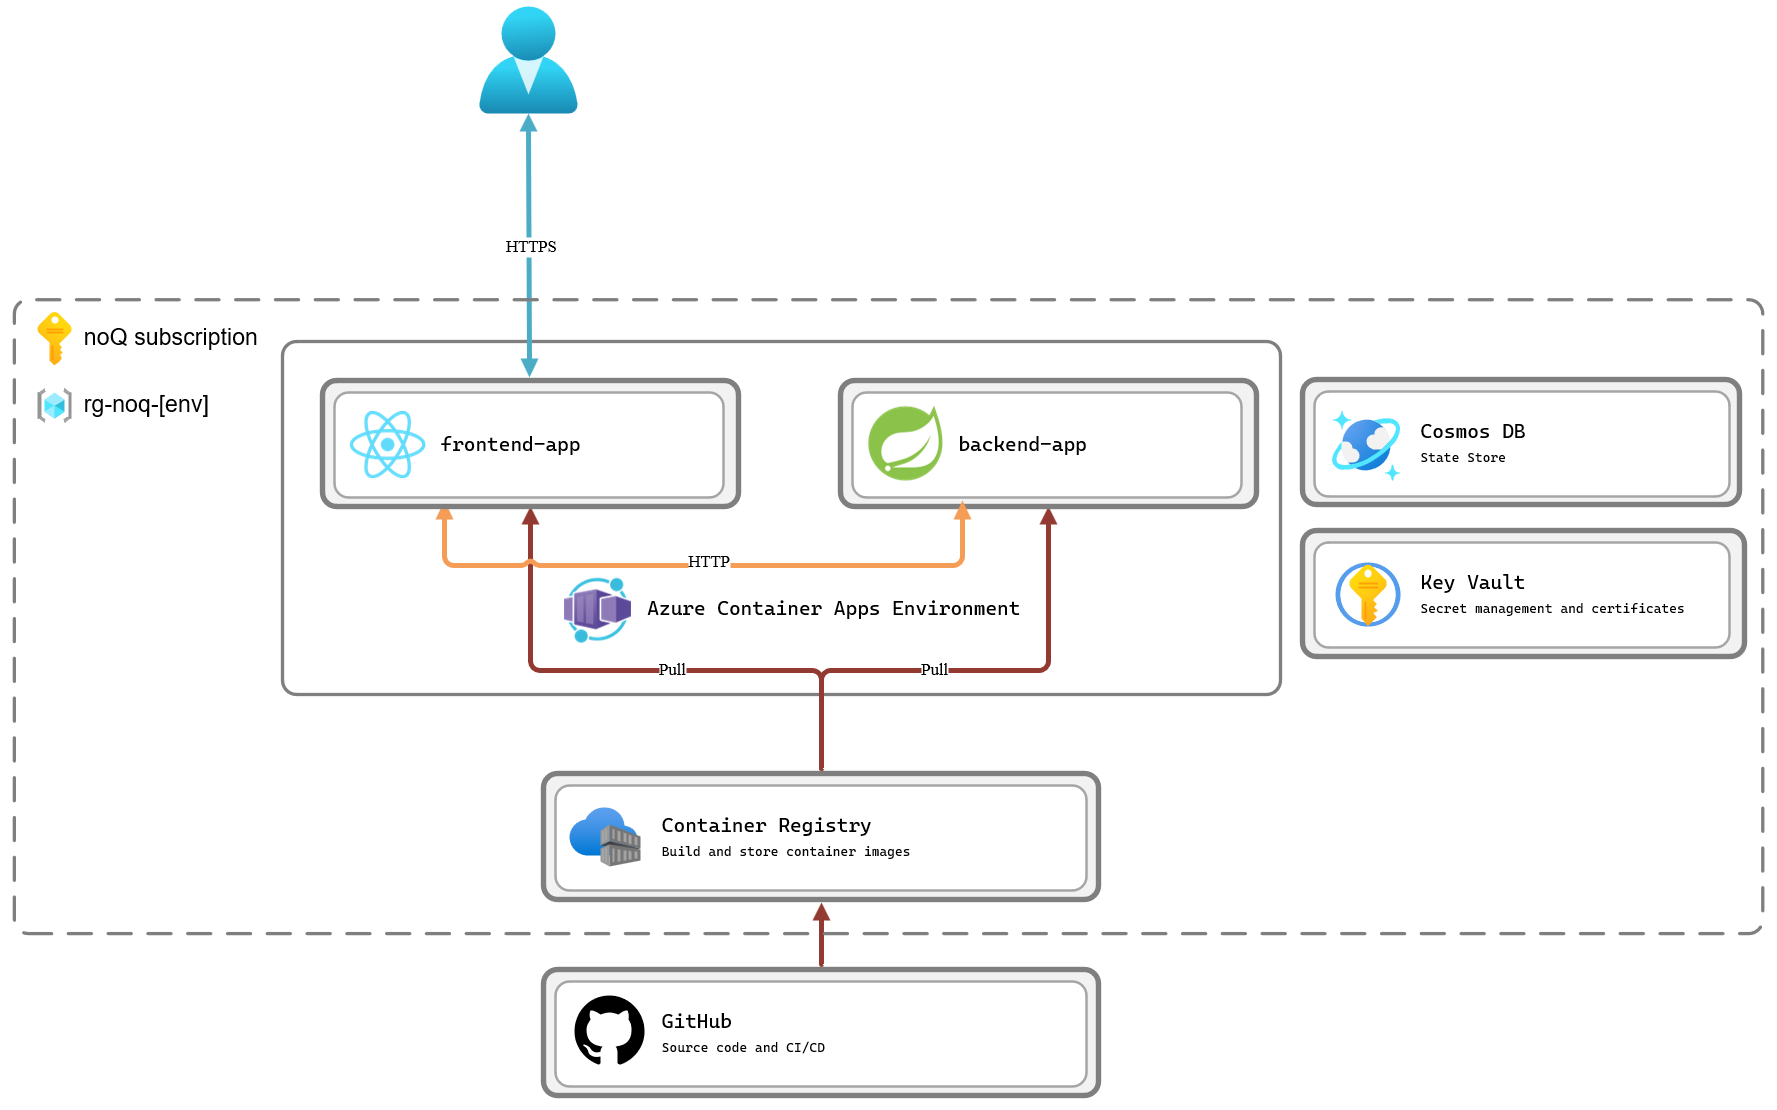 HTTPS
noQ subscription
rg-noq-[env]
frontend-app
backend-app
Cosmos DB
State Store
HTTP
Azure Container Apps Environment
Key Vault
Secret management and certificates
Pull
Pull
Container Registry
Build and store container images
GitHub
Source code and CI/CD